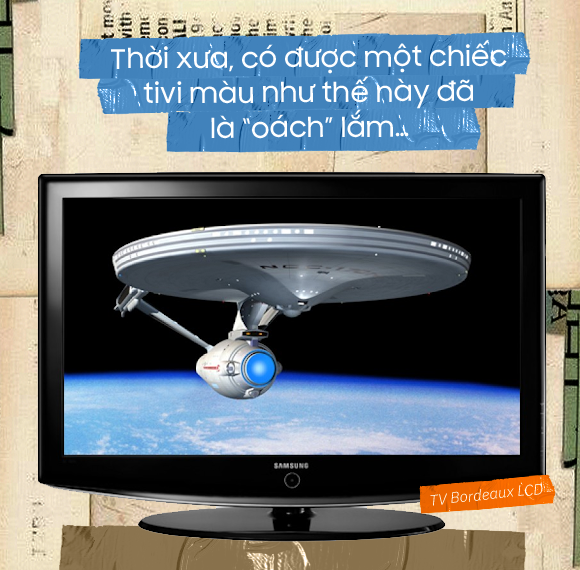 Thời xưa, có được một chiếc
tivi màu như thế này đã
là “oách” lắm...
SAMSUNG
TV Bordeaux LCD